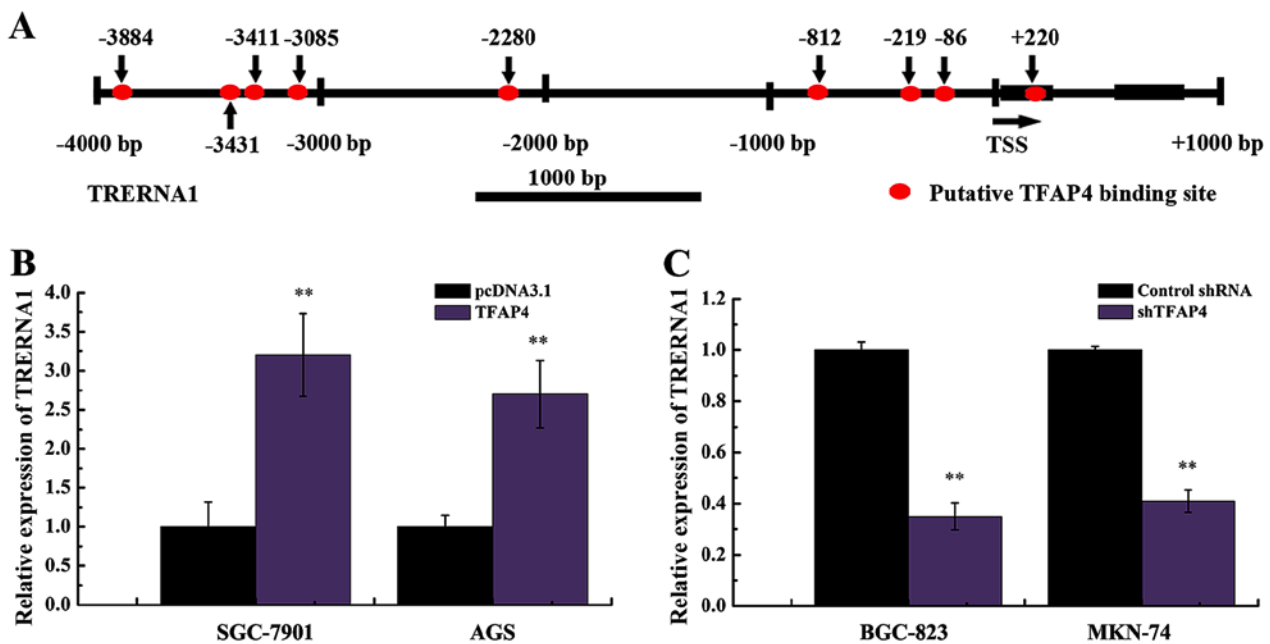 A
-3884
-3411
-3085
-2280
-812
-219
-86
+220
-4000 bp
-3431
-3000 bp
-2000 bp
-1000 bp
TSS
+1000 bp
TRERNA1
1000 bp
Putative TFAP4 binding site
B
Relative expression of TRERNA1
4.0
3.5
3.0
2.5
2.0
1.5
1.0
0.5
0.0
pcDNA3.1
TFAP4
**
**
SGC-7901
AGS
C
Relative expression of TRERNA1
1.2
1.0
0.8
0.6
0.4
0.2
0.0
Control shRNA
shTFAP4
**
**
BGC-823
MKN-74